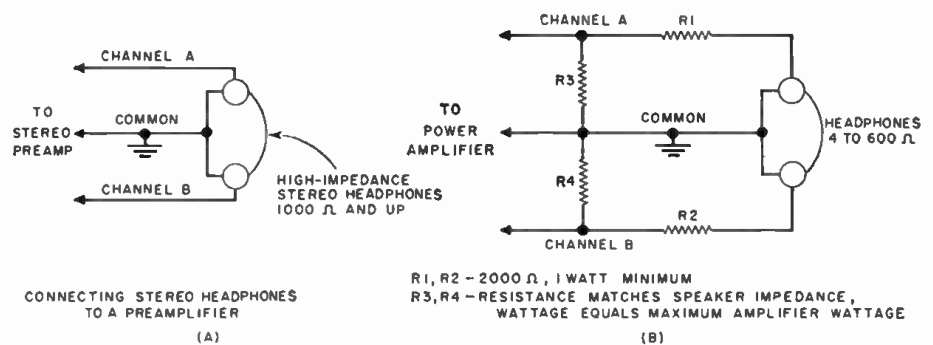 CHANNEL A
TO
STEREO
PREAMP
COMMON
CHANNEL B
HIGH-IMPEDANCE
STEREO HEADPHONES
1000 Ω AND UP
CONNECTING STEREO HEADPHONES
TO A PREAMPLIFIER
(A)
CHANNEL A
R1
R3
TO
POWER
AMPLIFIER
COMMON
HEADPHONES
4 TO 600 Ω
R4
R2
CHANNEL B
R1, R2 – 2000 Ω, 1 WATT MINIMUM
R3, R4 – RESISTANCE MATCHES SPEAKER IMPEDANCE,
WATTAGE EQUALS MAXIMUM AMPLIFIER WATTAGE
(B)